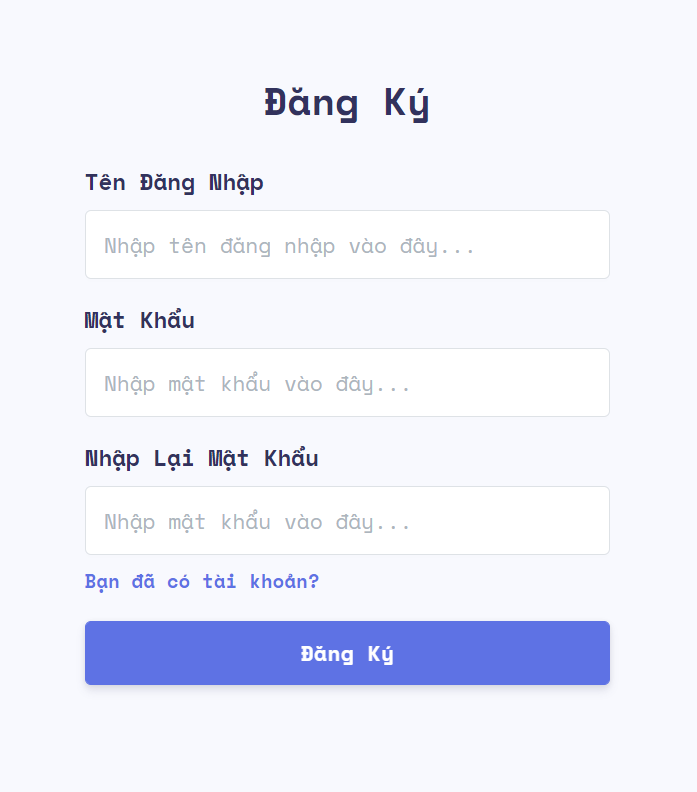 Đăng Ký
Tên Đăng Nhập
Nhập tên đăng nhập vào đây...
Mật Khẩu
Nhập mật khẩu vào đây...
Nhập Lại Mật Khẩu
Nhập mật khẩu vào đây...
Bạn đã có tài khoản?
Đăng Ký